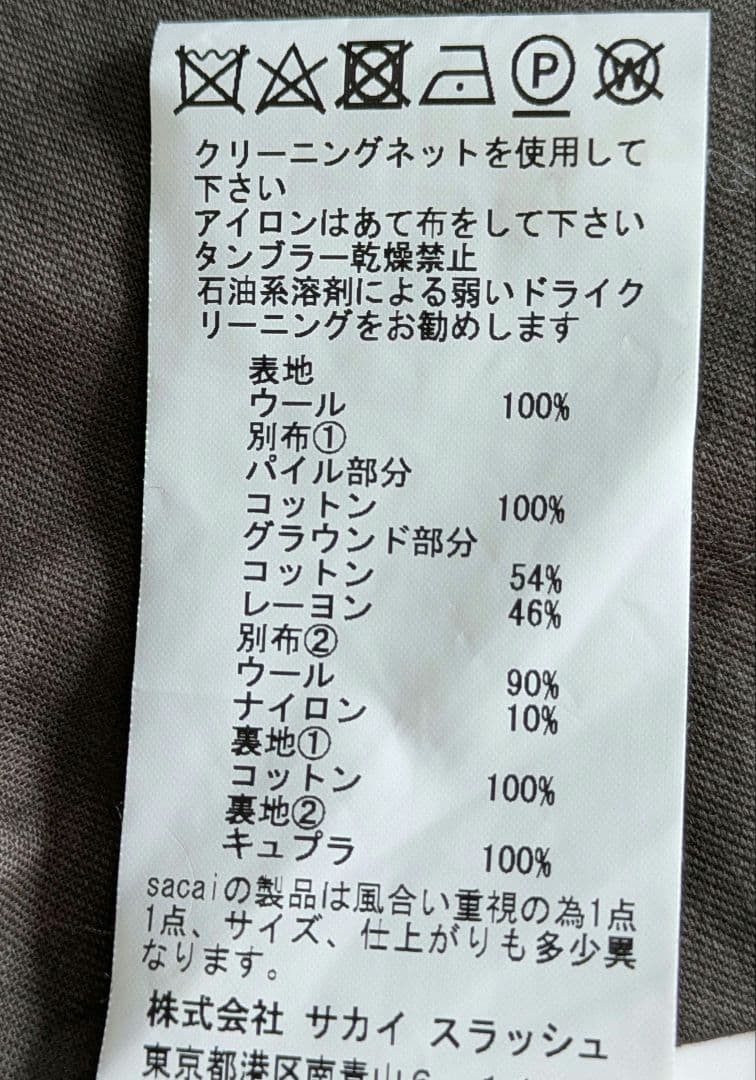 P W
クリーニングネットを使用して
下さい
アイロンはあて布をして下さい
タンブラー乾燥禁止
石油系溶剤による弱いドライク
リーニングをお勧めします
表地
ウール 100%
別布①
パイル部分
コットン 100%
グラウンド部分
コットン 54%
レーヨン 46%
別布②
ウール 90%
ナイロン 10%
裏地①
コットン 100%
裏地②
キュプラ 100%
sacaiの製品は風合い重視の為1点
1点、サイズ、仕上がりも多少異
なります。
株式会社 サカイ スラッシュ
東京都港区南青山6